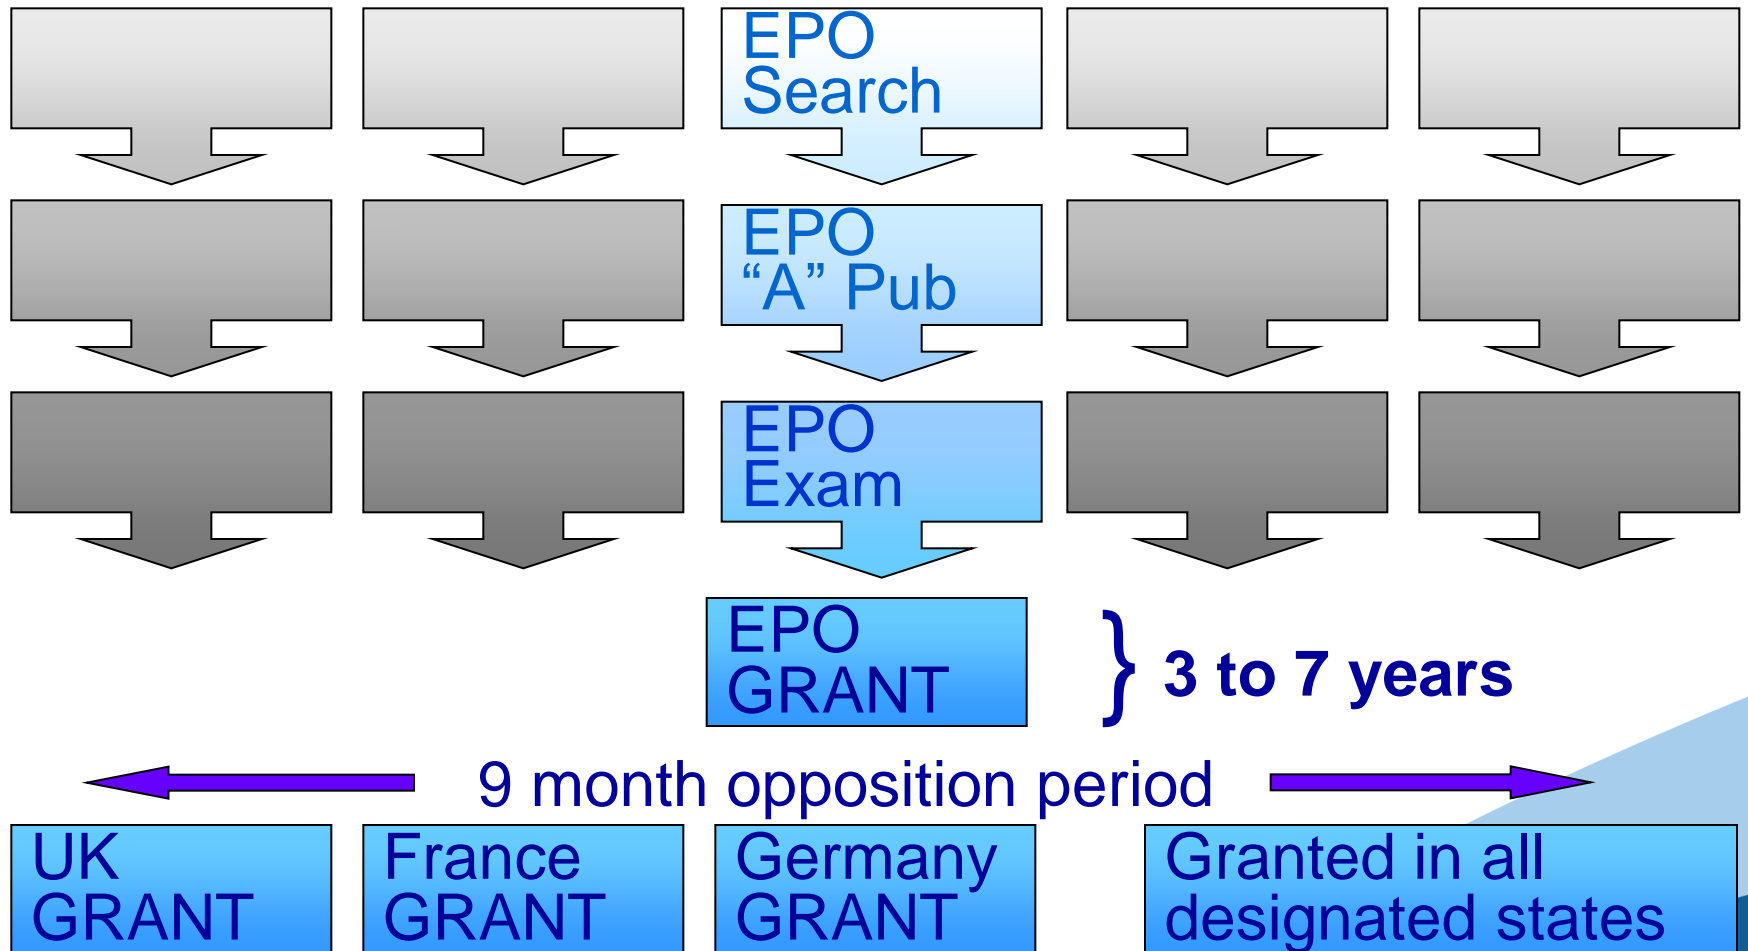 EPO
Search
EPO
“A” Pub
EPO
Exam
EPO
GRANT
} 3 to 7 years
9 month opposition period
UK
GRANT
France
GRANT
Germany
GRANT
Granted in all
designated states